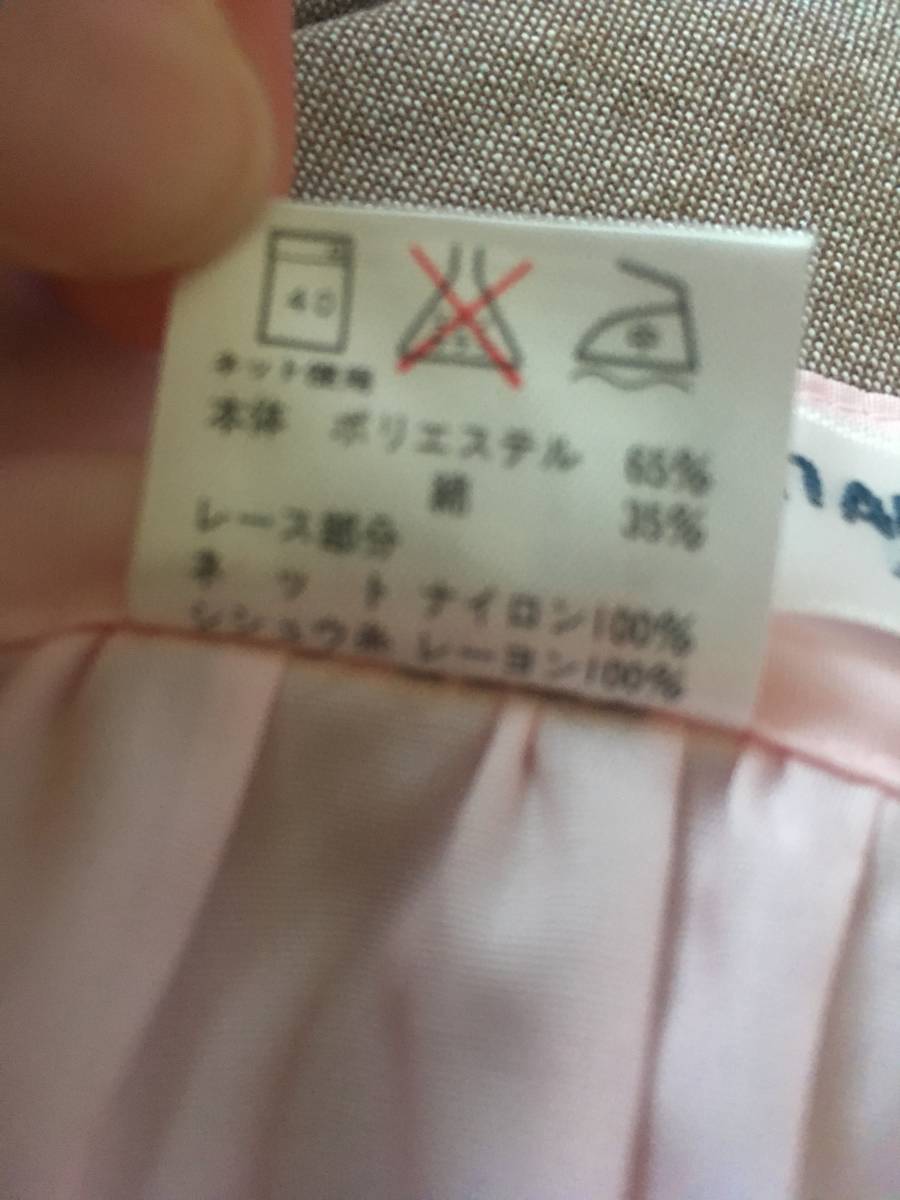 40
ネット使用
本体 ポリエステル 65%
綿 35%
レース部分
ネット ナイロン100%
シシュウ糸 レーヨン100%